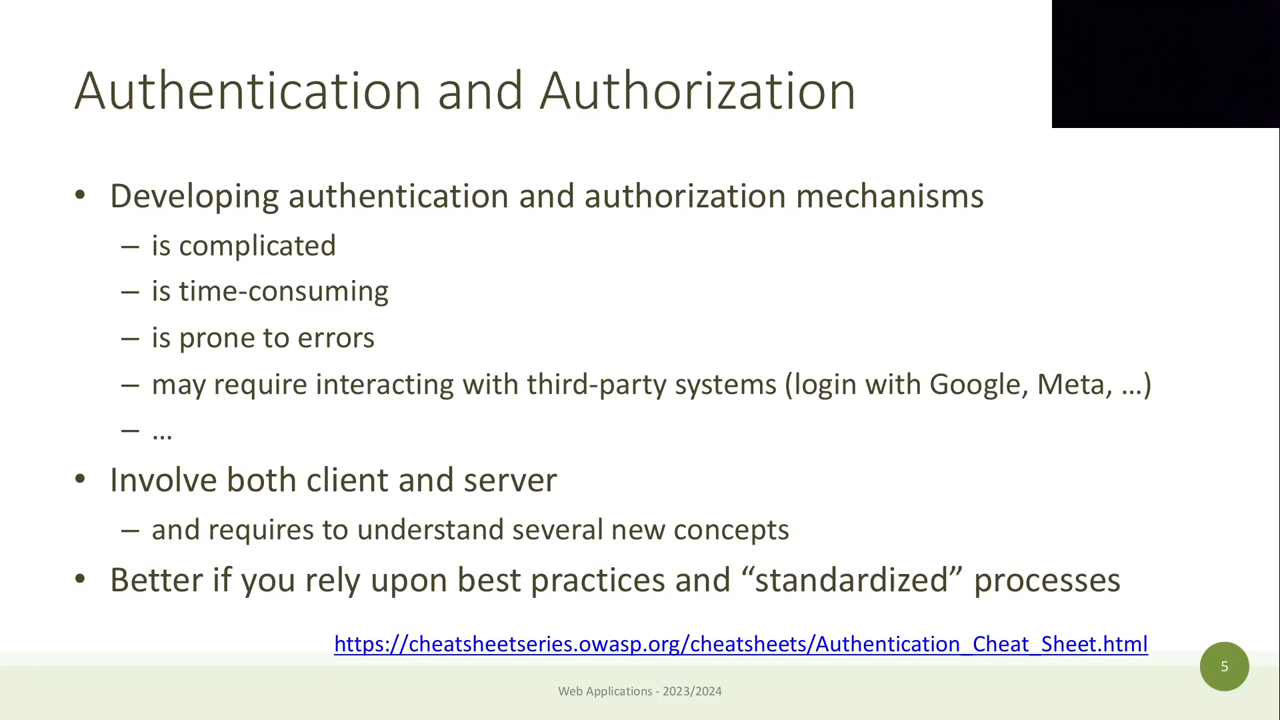 Authentication and Authorization
• Developing authentication and authorization mechanisms
– is complicated
– is time-consuming
– is prone to errors
– may require interacting with third-party systems (login with Google, Meta, …)
– …
• Involve both client and server
– and requires to understand several new concepts
• Better if you rely upon best practices and “standardized” processes
https://cheatsheetseries.owasp.org/cheatsheets/Authentication_Cheat_Sheet.html
5
Web Applications - 2023/2024